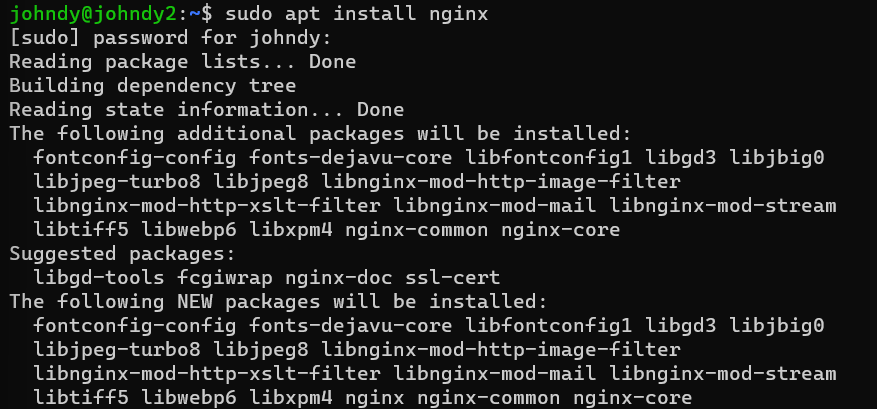 johndy@johndy2:~$ sudo apt install nginx
[sudo] password for johndy:
Reading package lists... Done
Building dependency tree
Reading state information... Done
The following additional packages will be installed:
  fontconfig-config fonts-dejavu-core libfontconfig1 libgd3 libjbig0
  libjpeg-turbo8 libjpeg8 libnginx-mod-http-image-filter
  libnginx-mod-http-xslt-filter libnginx-mod-mail libnginx-mod-stream
  libtiff5 libwebp6 libxpm4 nginx-common nginx-core
Suggested packages:
  libgd-tools fcgiwrap nginx-doc ssl-cert
The following NEW packages will be installed:
  fontconfig-config fonts-dejavu-core libfontconfig1 libgd3 libjbig0
  libjpeg-turbo8 libjpeg8 libnginx-mod-http-image-filter
  libnginx-mod-http-xslt-filter libnginx-mod-mail libnginx-mod-stream
  libtiff5 libwebp6 libxpm4 nginx nginx-common nginx-core